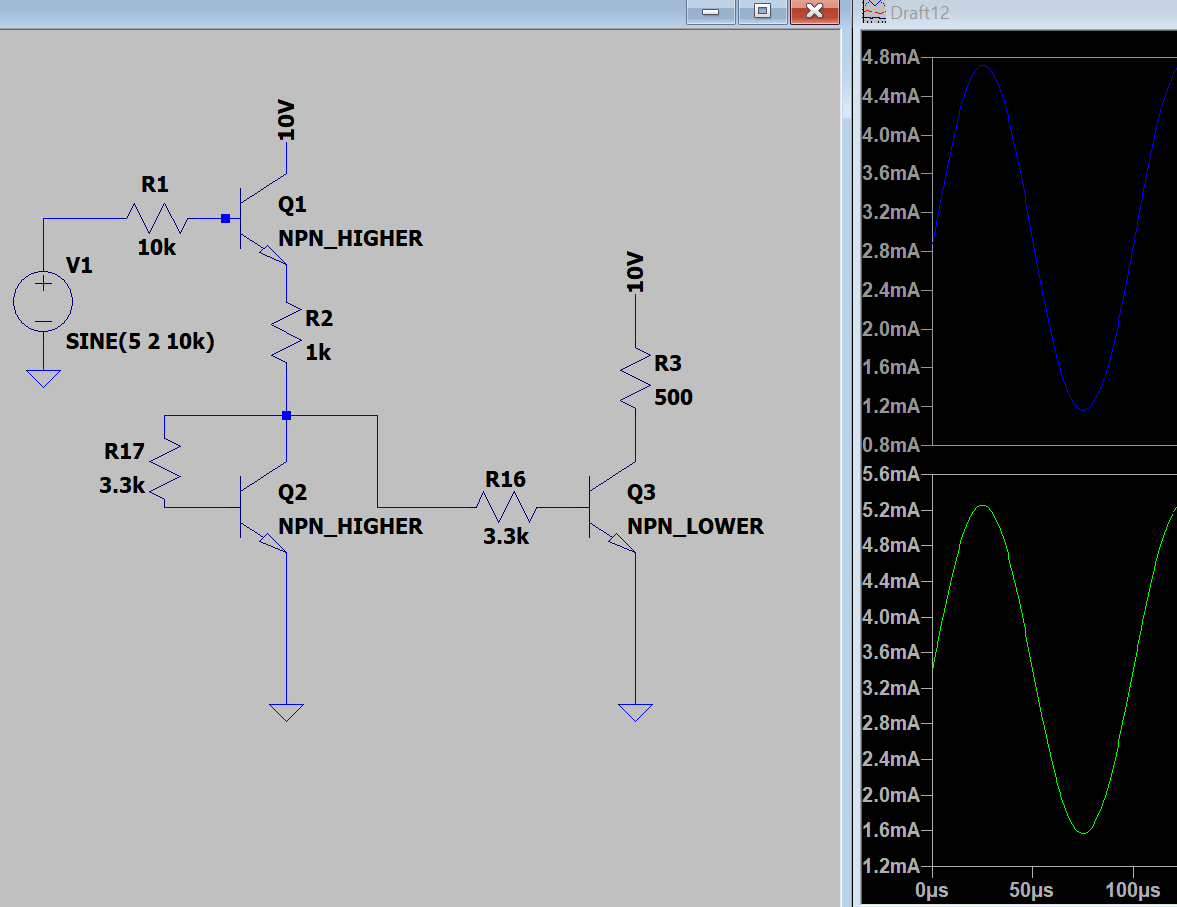 Draft12
10V
R1
10k
Q1
NPN_HIGHER
V1
SINE(5 2 10k)
R2
1k
10V
R3
500
R17
3.3k
Q2
NPN_HIGHER
R16
3.3k
Q3
NPN_LOWER
4.8mA
4.4mA
4.0mA
3.6mA
3.2mA
2.8mA
2.4mA
2.0mA
1.6mA
1.2mA
0.8mA
5.6mA
5.2mA
4.8mA
4.4mA
4.0mA
3.6mA
3.2mA
2.8mA
2.4mA
2.0mA
1.6mA
1.2mA
0µs 50µs 100µs